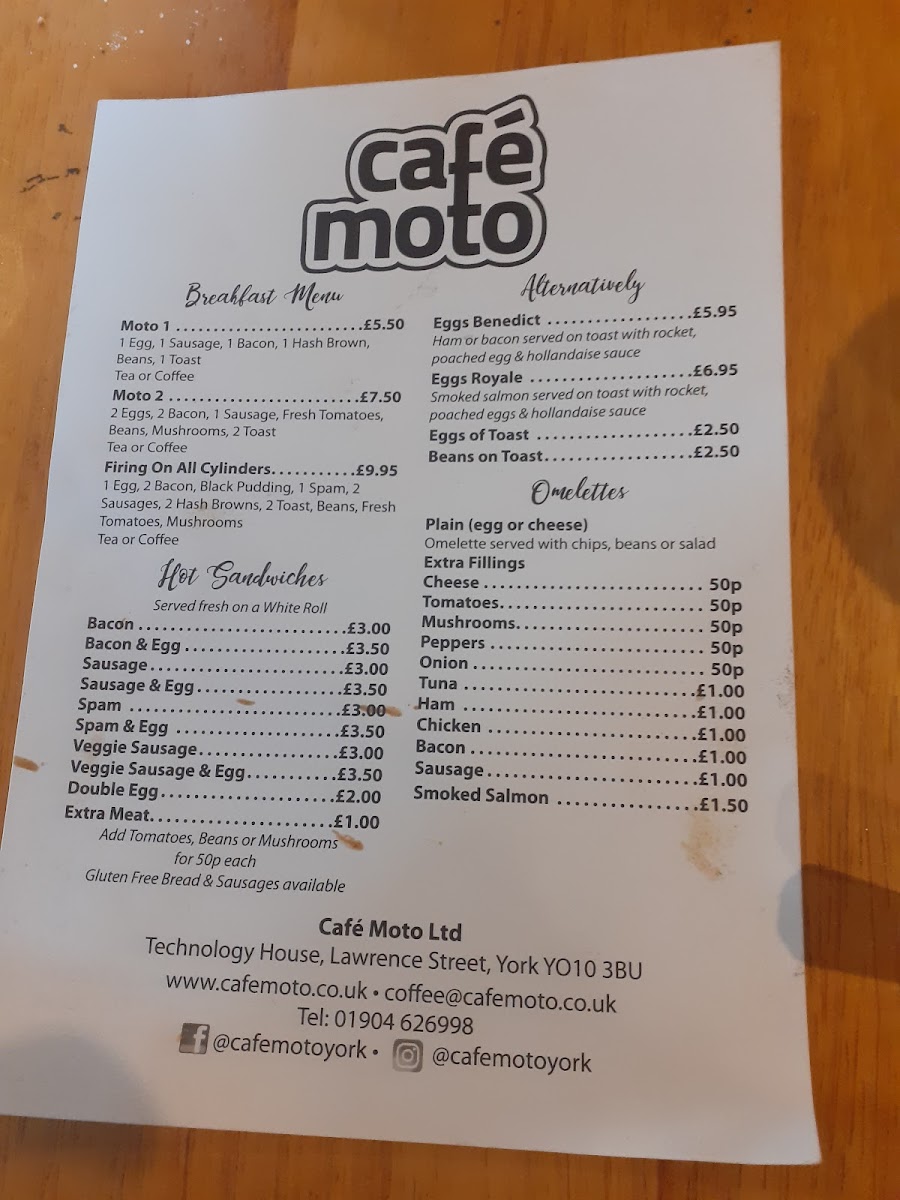 café
moto
Breakfast Menu
Moto 1 ........................£5.50
1 Egg, 1 Sausage, 1 Bacon, 1 Hash Brown,
Beans, 1 Toast
Tea or Coffee
Moto 2 ........................£7.50
2 Eggs, 2 Bacon, 1 Sausage, Fresh Tomatoes,
Beans, Mushrooms, 2 Toast
Tea or Coffee
Firing On All Cylinders...........£9.95
1 Egg, 2 Bacon, Black Pudding, 1 Spam, 2
Sausages, 2 Hash Browns, 2 Toast, Beans, Fresh
Tomatoes, Mushrooms
Tea or Coffee
Hot Sandwiches
Served fresh on a White Roll
Bacon ...........................£3.00
Bacon & Egg.....................£3.50
Sausage.........................£3.00
Sausage & Egg...................£3.50
Spam ...........................£3.00
Spam & Egg .....................£3.50
Veggie Sausage..................£3.00
Veggie Sausage & Egg...........£3.50
Double Egg......................£2.00
Extra Meat.......................£1.00
Add Tomatoes, Beans or Mushrooms
for 50p each
Gluten Free Bread & Sausages available
Alternatively
Eggs Benedict ..................£5.95
Ham or bacon served on toast with rocket,
poached egg & hollandaise sauce
Eggs Royale .....................£6.95
Smoked salmon served on toast with rocket,
poached eggs & hollandaise sauce
Eggs of Toast ....................£2.50
Beans on Toast...................£2.50
Omelettes
Plain (egg or cheese)
Omelette served with chips, beans or salad
Extra Fillings
Cheese ............................ 50p
Tomatoes.......................... 50p
Mushrooms........................ 50p
Peppers ............................ 50p
Onion .............................. 50p
Tuna ..............................£1.00
Ham ..............................£1.00
Chicken ...........................£1.00
Bacon .............................£1.00
Sausage...........................£1.00
Smoked Salmon ..................£1.50
Café Moto Ltd
Technology House, Lawrence Street, York YO10 3BU
www.cafemoto.co.uk • coffee@cafemoto.co.uk
Tel: 01904 626998
f @cafemotoyork • @cafemotoyork